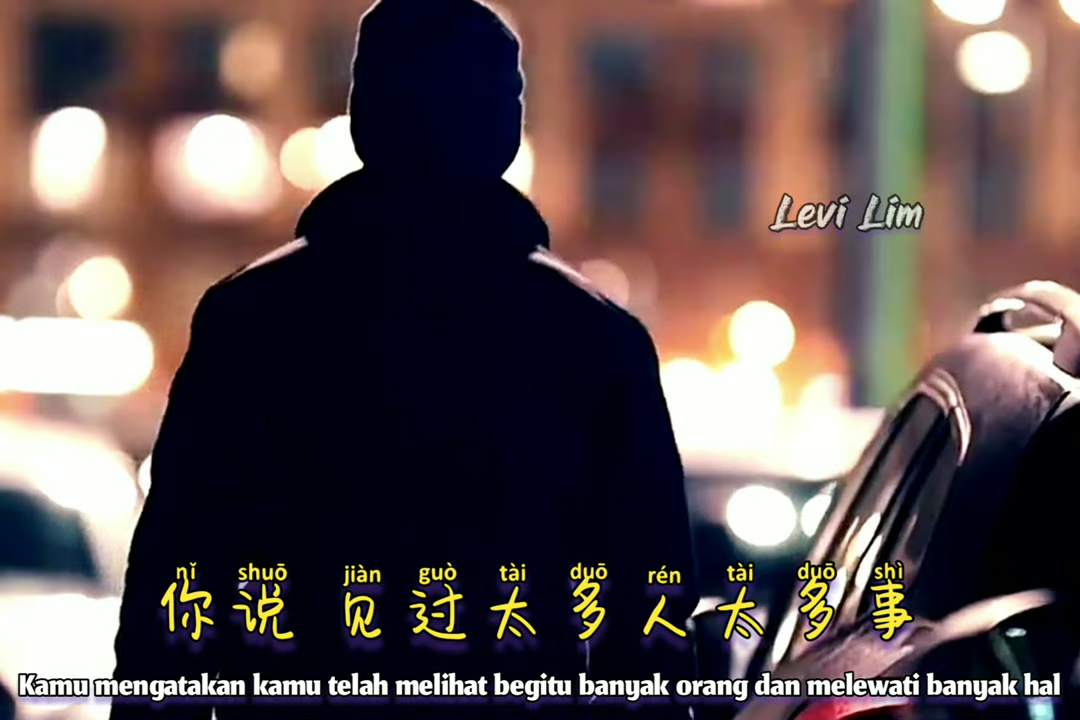 Levi Lim
nǐ shuō jiàn guò tài duō rén tài duō shì
你说 见过太多人太多事
Kamu mengatakan kamu telah melihat begitu banyak orang dan melewati banyak hal